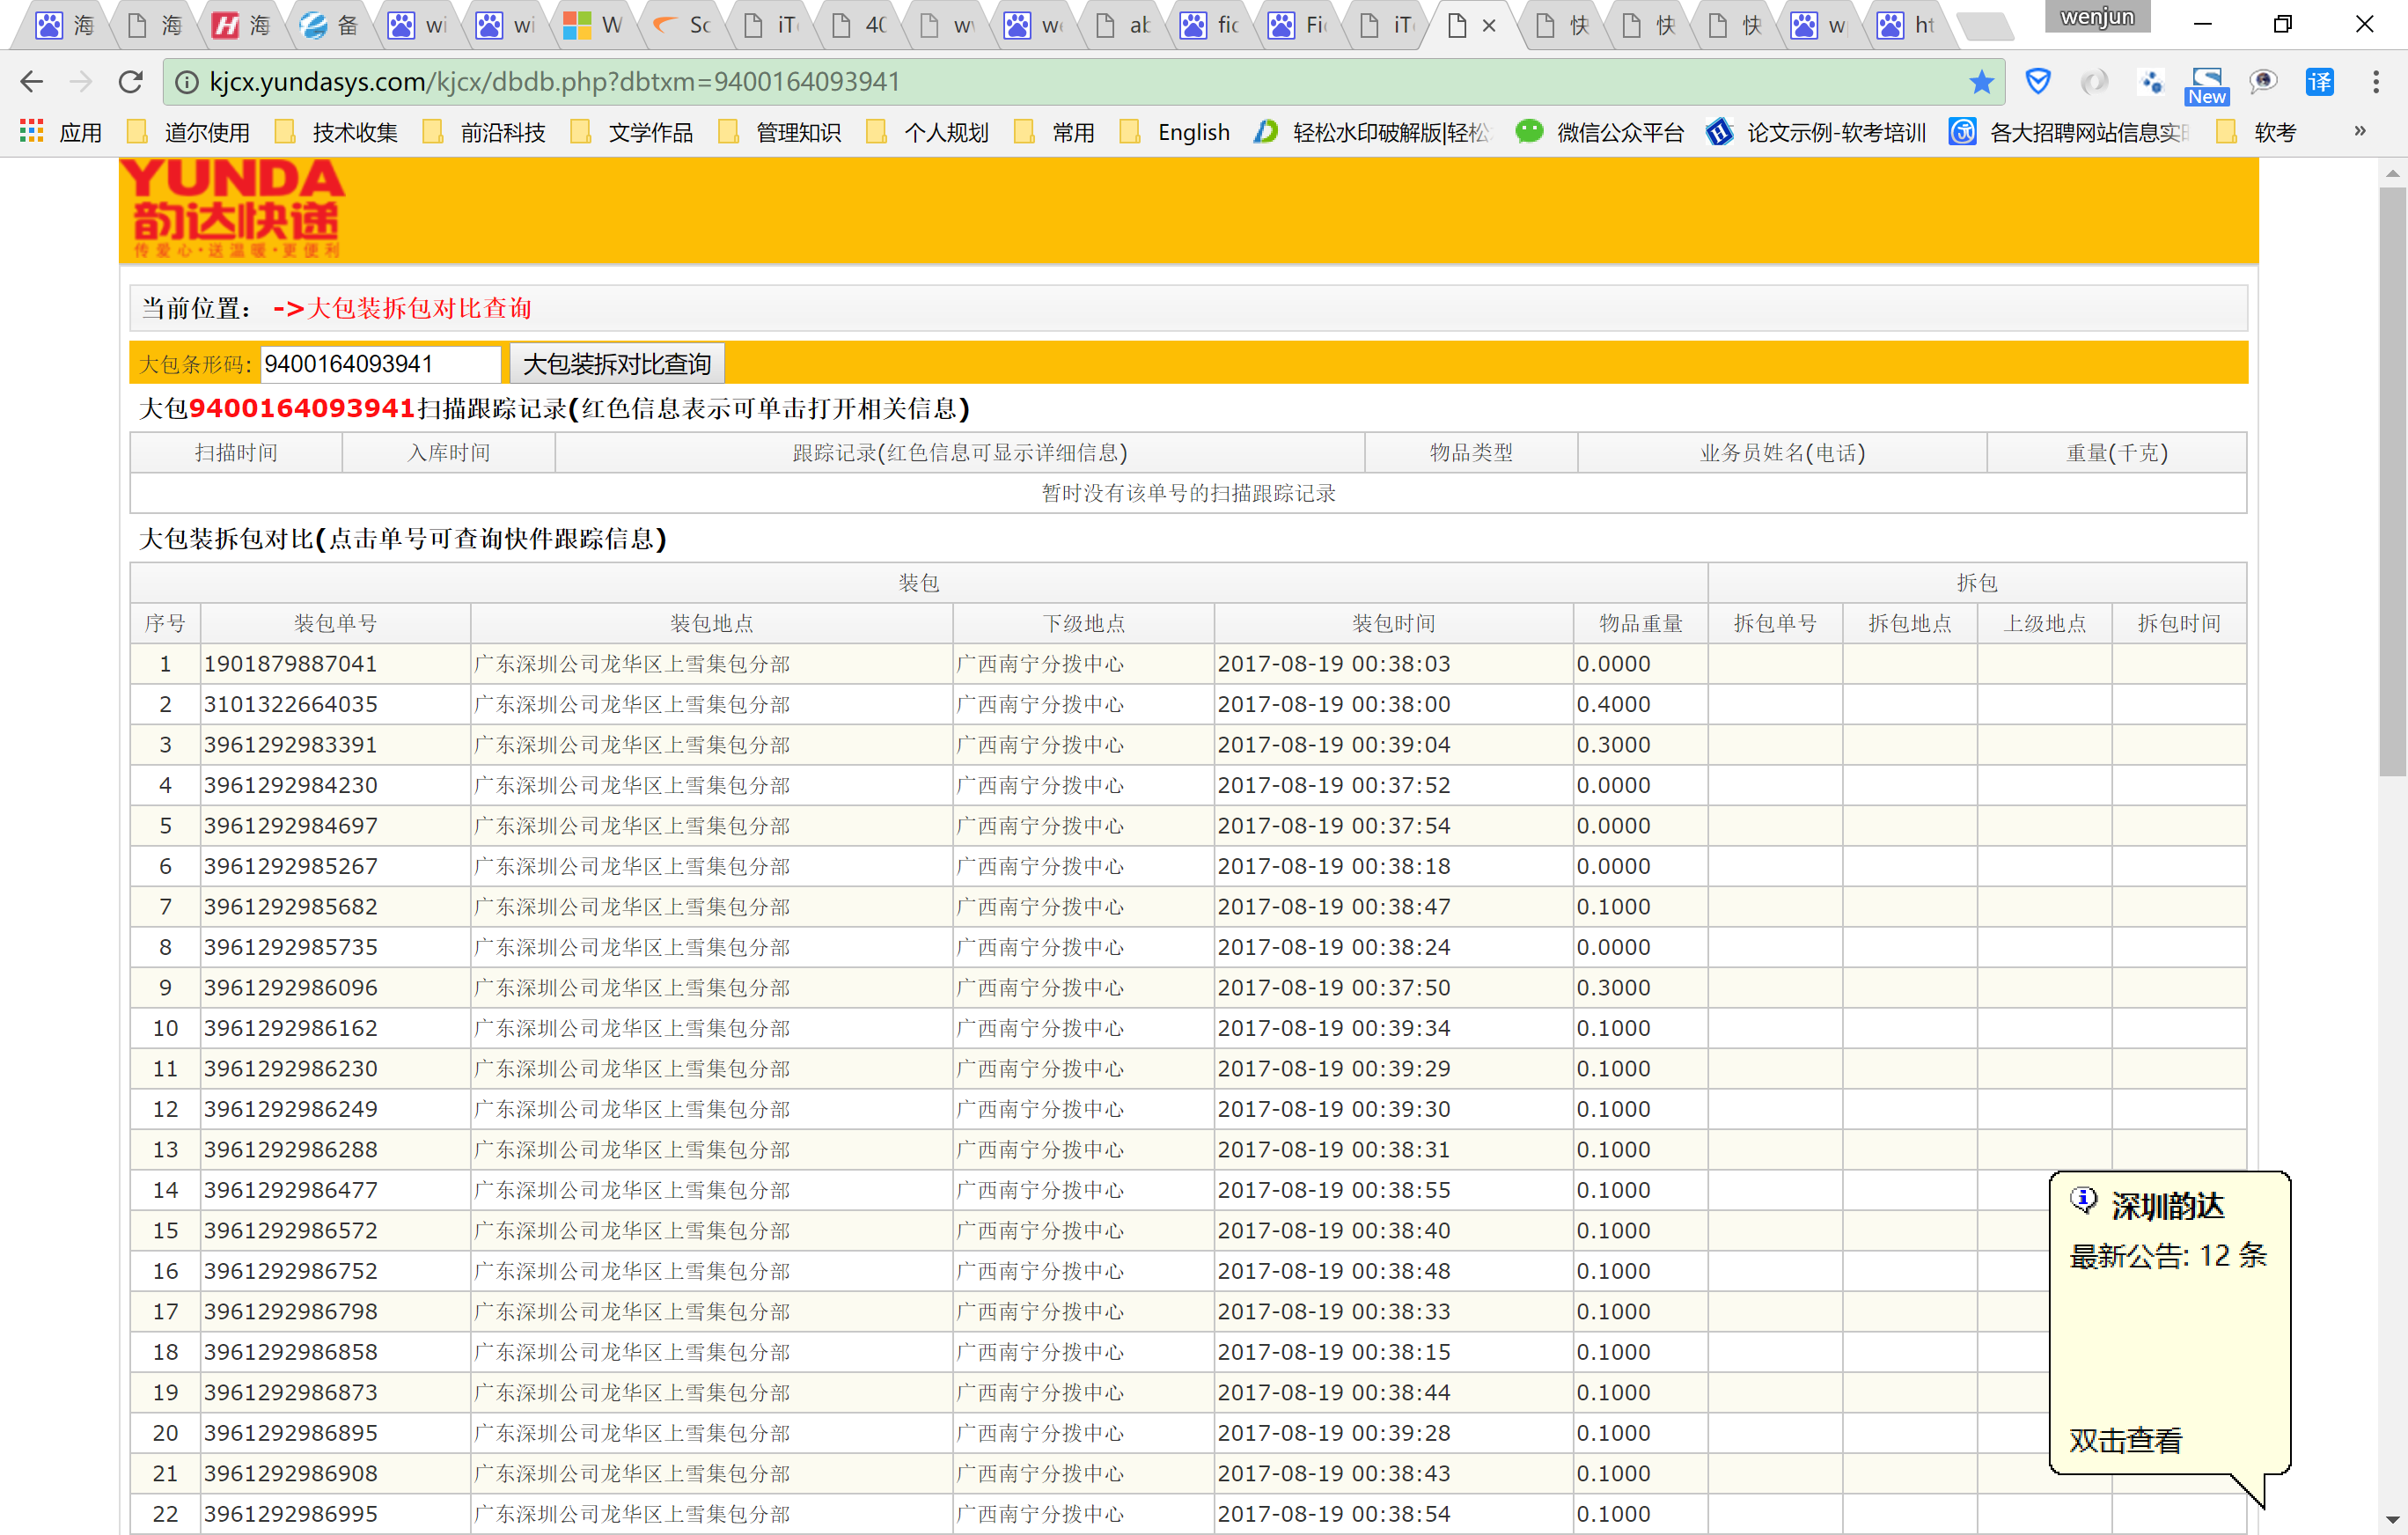 海 海 海 备 wi wi W Sc iT 40 wv we ab fic Fi iT 快 快 快 w ht wenjun
kjcx.yundasys.com/kjcx/dbdb.php?dbtxm=9400164093941 New 译
应用 道尔使用 技术收集 前沿科技 文学作品 管理知识 个人规划 常用 English 轻松水印破解版|轻松 微信公众平台 论文示例-软考培训 各大招聘网站信息实 软考 »
YUNDA
韵达快递
传爱心·送温暖·更便利
当前位置： ->大包装拆包对比查询
大包条形码: 9400164093941 大包装拆对比查询
大包9400164093941扫描跟踪记录(红色信息表示可单击打开相关信息)
扫描时间 入库时间 跟踪记录(红色信息可显示详细信息) 物品类型 业务员姓名(电话) 重量(千克)
暂时没有该单号的扫描跟踪记录
大包装拆包对比(点击单号可查询快件跟踪信息)
装包 拆包
序号 装包单号 装包地点 下级地点 装包时间 物品重量 拆包单号 拆包地点 上级地点 拆包时间
1 1901879887041 广东深圳公司龙华区上雪集包分部 广西南宁分拨中心 2017-08-19 00:38:03 0.0000
2 3101322664035 广东深圳公司龙华区上雪集包分部 广西南宁分拨中心 2017-08-19 00:38:00 0.4000
3 3961292983391 广东深圳公司龙华区上雪集包分部 广西南宁分拨中心 2017-08-19 00:39:04 0.3000
4 3961292984230 广东深圳公司龙华区上雪集包分部 广西南宁分拨中心 2017-08-19 00:37:52 0.0000
5 3961292984697 广东深圳公司龙华区上雪集包分部 广西南宁分拨中心 2017-08-19 00:37:54 0.0000
6 3961292985267 广东深圳公司龙华区上雪集包分部 广西南宁分拨中心 2017-08-19 00:38:18 0.0000
7 3961292985682 广东深圳公司龙华区上雪集包分部 广西南宁分拨中心 2017-08-19 00:38:47 0.1000
8 3961292985735 广东深圳公司龙华区上雪集包分部 广西南宁分拨中心 2017-08-19 00:38:24 0.0000
9 3961292986096 广东深圳公司龙华区上雪集包分部 广西南宁分拨中心 2017-08-19 00:37:50 0.3000
10 3961292986162 广东深圳公司龙华区上雪集包分部 广西南宁分拨中心 2017-08-19 00:39:34 0.1000
11 3961292986230 广东深圳公司龙华区上雪集包分部 广西南宁分拨中心 2017-08-19 00:39:29 0.1000
12 3961292986249 广东深圳公司龙华区上雪集包分部 广西南宁分拨中心 2017-08-19 00:39:30 0.1000
13 3961292986288 广东深圳公司龙华区上雪集包分部 广西南宁分拨中心 2017-08-19 00:38:31 0.1000
14 3961292986477 广东深圳公司龙华区上雪集包分部 广西南宁分拨中心 2017-08-19 00:38:55 0.1000
15 3961292986572 广东深圳公司龙华区上雪集包分部 广西南宁分拨中心 2017-08-19 00:38:40 0.1000
16 3961292986752 广东深圳公司龙华区上雪集包分部 广西南宁分拨中心 2017-08-19 00:38:48 0.1000
17 3961292986798 广东深圳公司龙华区上雪集包分部 广西南宁分拨中心 2017-08-19 00:38:33 0.1000
18 3961292986858 广东深圳公司龙华区上雪集包分部 广西南宁分拨中心 2017-08-19 00:38:15 0.1000
19 3961292986873 广东深圳公司龙华区上雪集包分部 广西南宁分拨中心 2017-08-19 00:38:44 0.1000
20 3961292986895 广东深圳公司龙华区上雪集包分部 广西南宁分拨中心 2017-08-19 00:39:28 0.1000
21 3961292986908 广东深圳公司龙华区上雪集包分部 广西南宁分拨中心 2017-08-19 00:38:43 0.1000
22 3961292986995 广东深圳公司龙华区上雪集包分部 广西南宁分拨中心 2017-08-19 00:38:54 0.1000
深圳韵达
最新公告: 12 条
双击查看